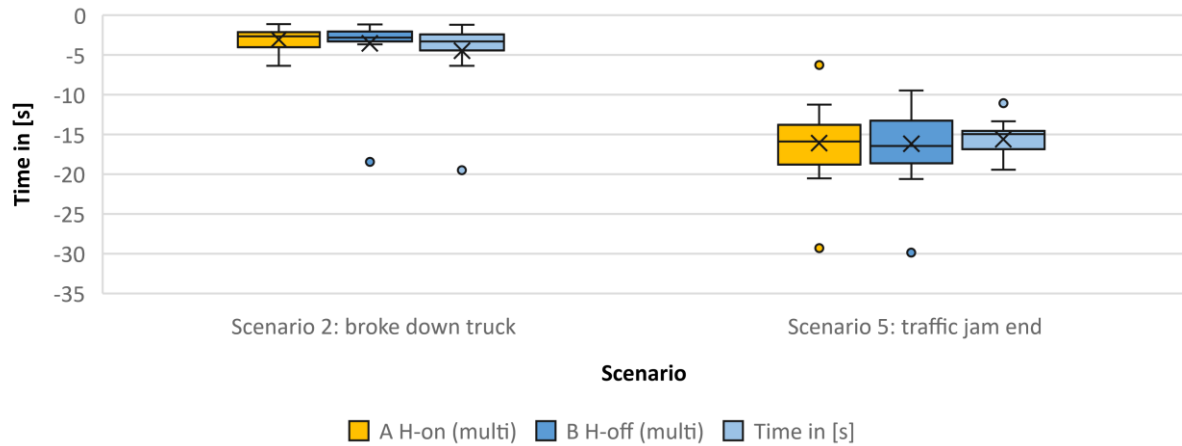 0
-5
-10
-15
-20
-25
-30
-35
Time in [s]
Scenario 2: broke down truck
Scenario 5: traffic jam end
Scenario
A H-on (multi)
B H-off (multi)
Time in [s]